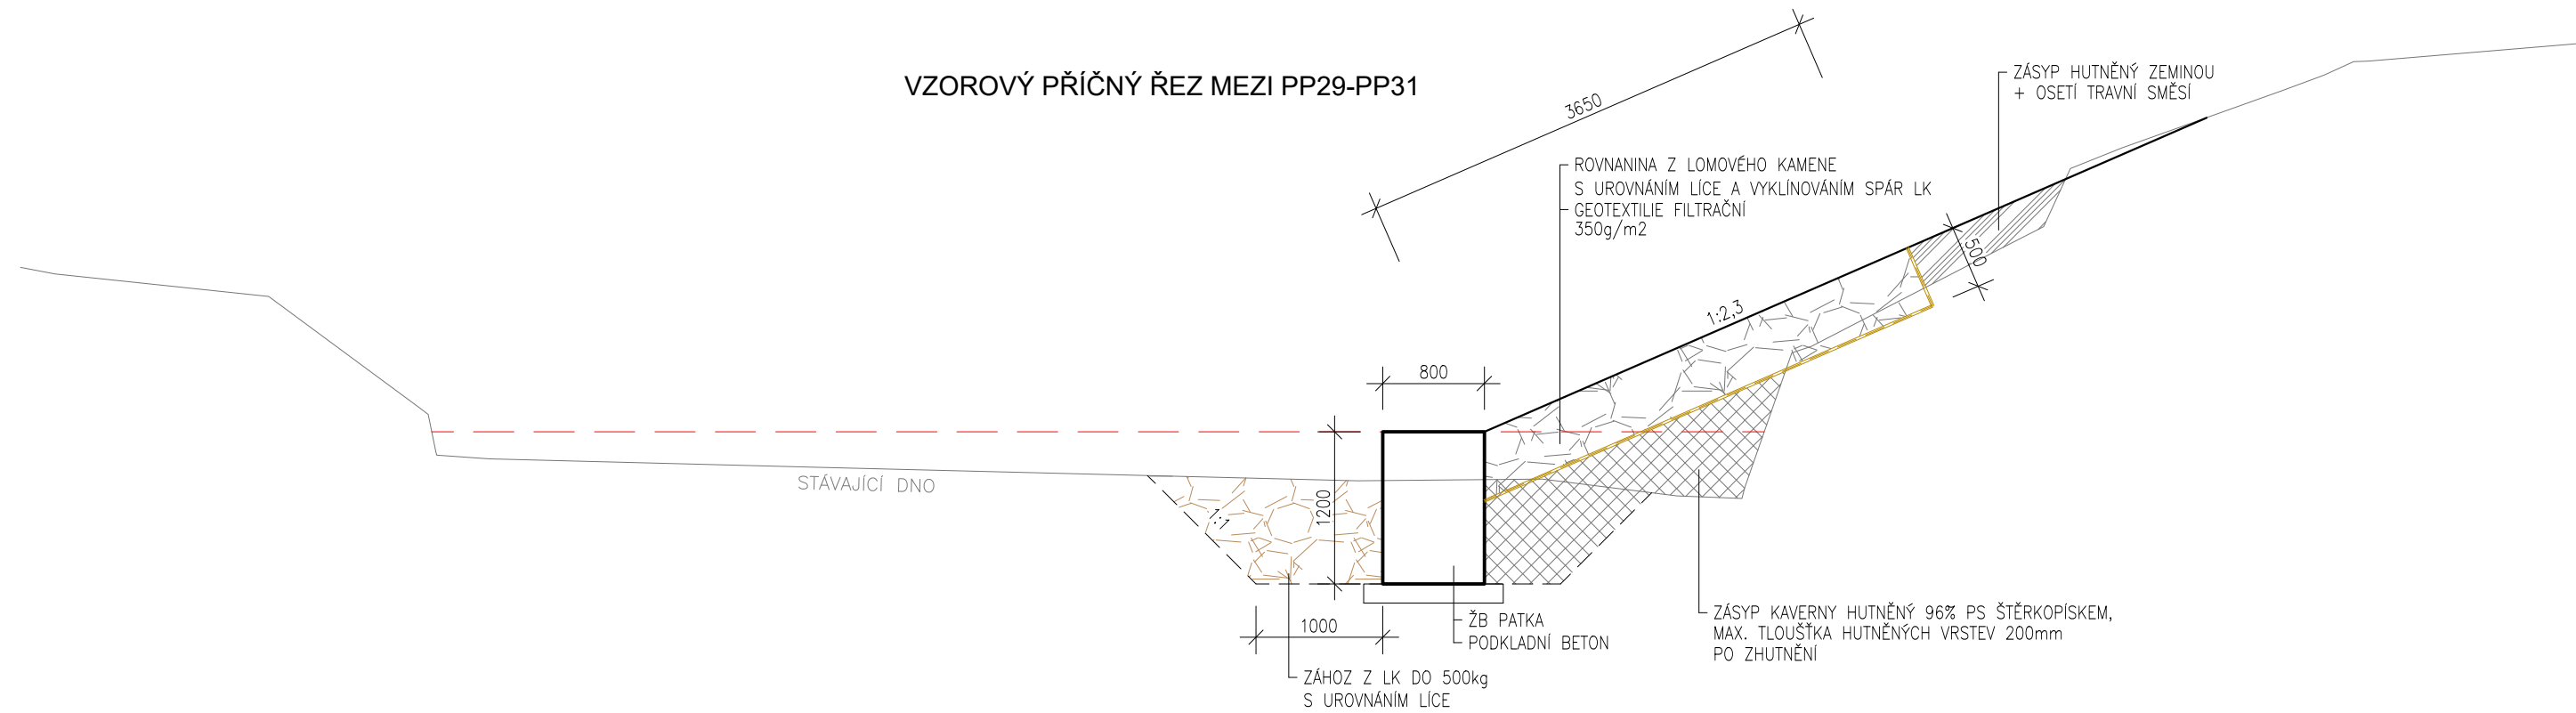 VZOROVÝ PŘÍČNÝ ŘEZ MEZI PP29-PP31
3650
ZÁSYP HUTNĚNÝ ZEMINOU
+ OSETÍ TRAVNÍ SMĚSÍ
ROVNANINA Z LOMOVÉHO KAMENE
S UROVNÁNÍM LÍCE A VYKLÍNOVÁNÍM SPÁR LK
GEOTEXTILIE FILTRAČNÍ
350g/m2
500
1:2,3
800
STÁVAJÍCÍ DNO
1:1
1200
1000
ŽB PATKA
PODKLADNÍ BETON
ZÁSYP KAVERNY HUTNĚNÝ 96% PS ŠTĚRKOPÍSKEM,
MAX. TLOUŠŤKA HUTNĚNÝCH VRSTEV 200mm
PO ZHUTNĚNÍ
ZÁHOZ Z LK DO 500kg
S UROVNÁNÍM LÍCE